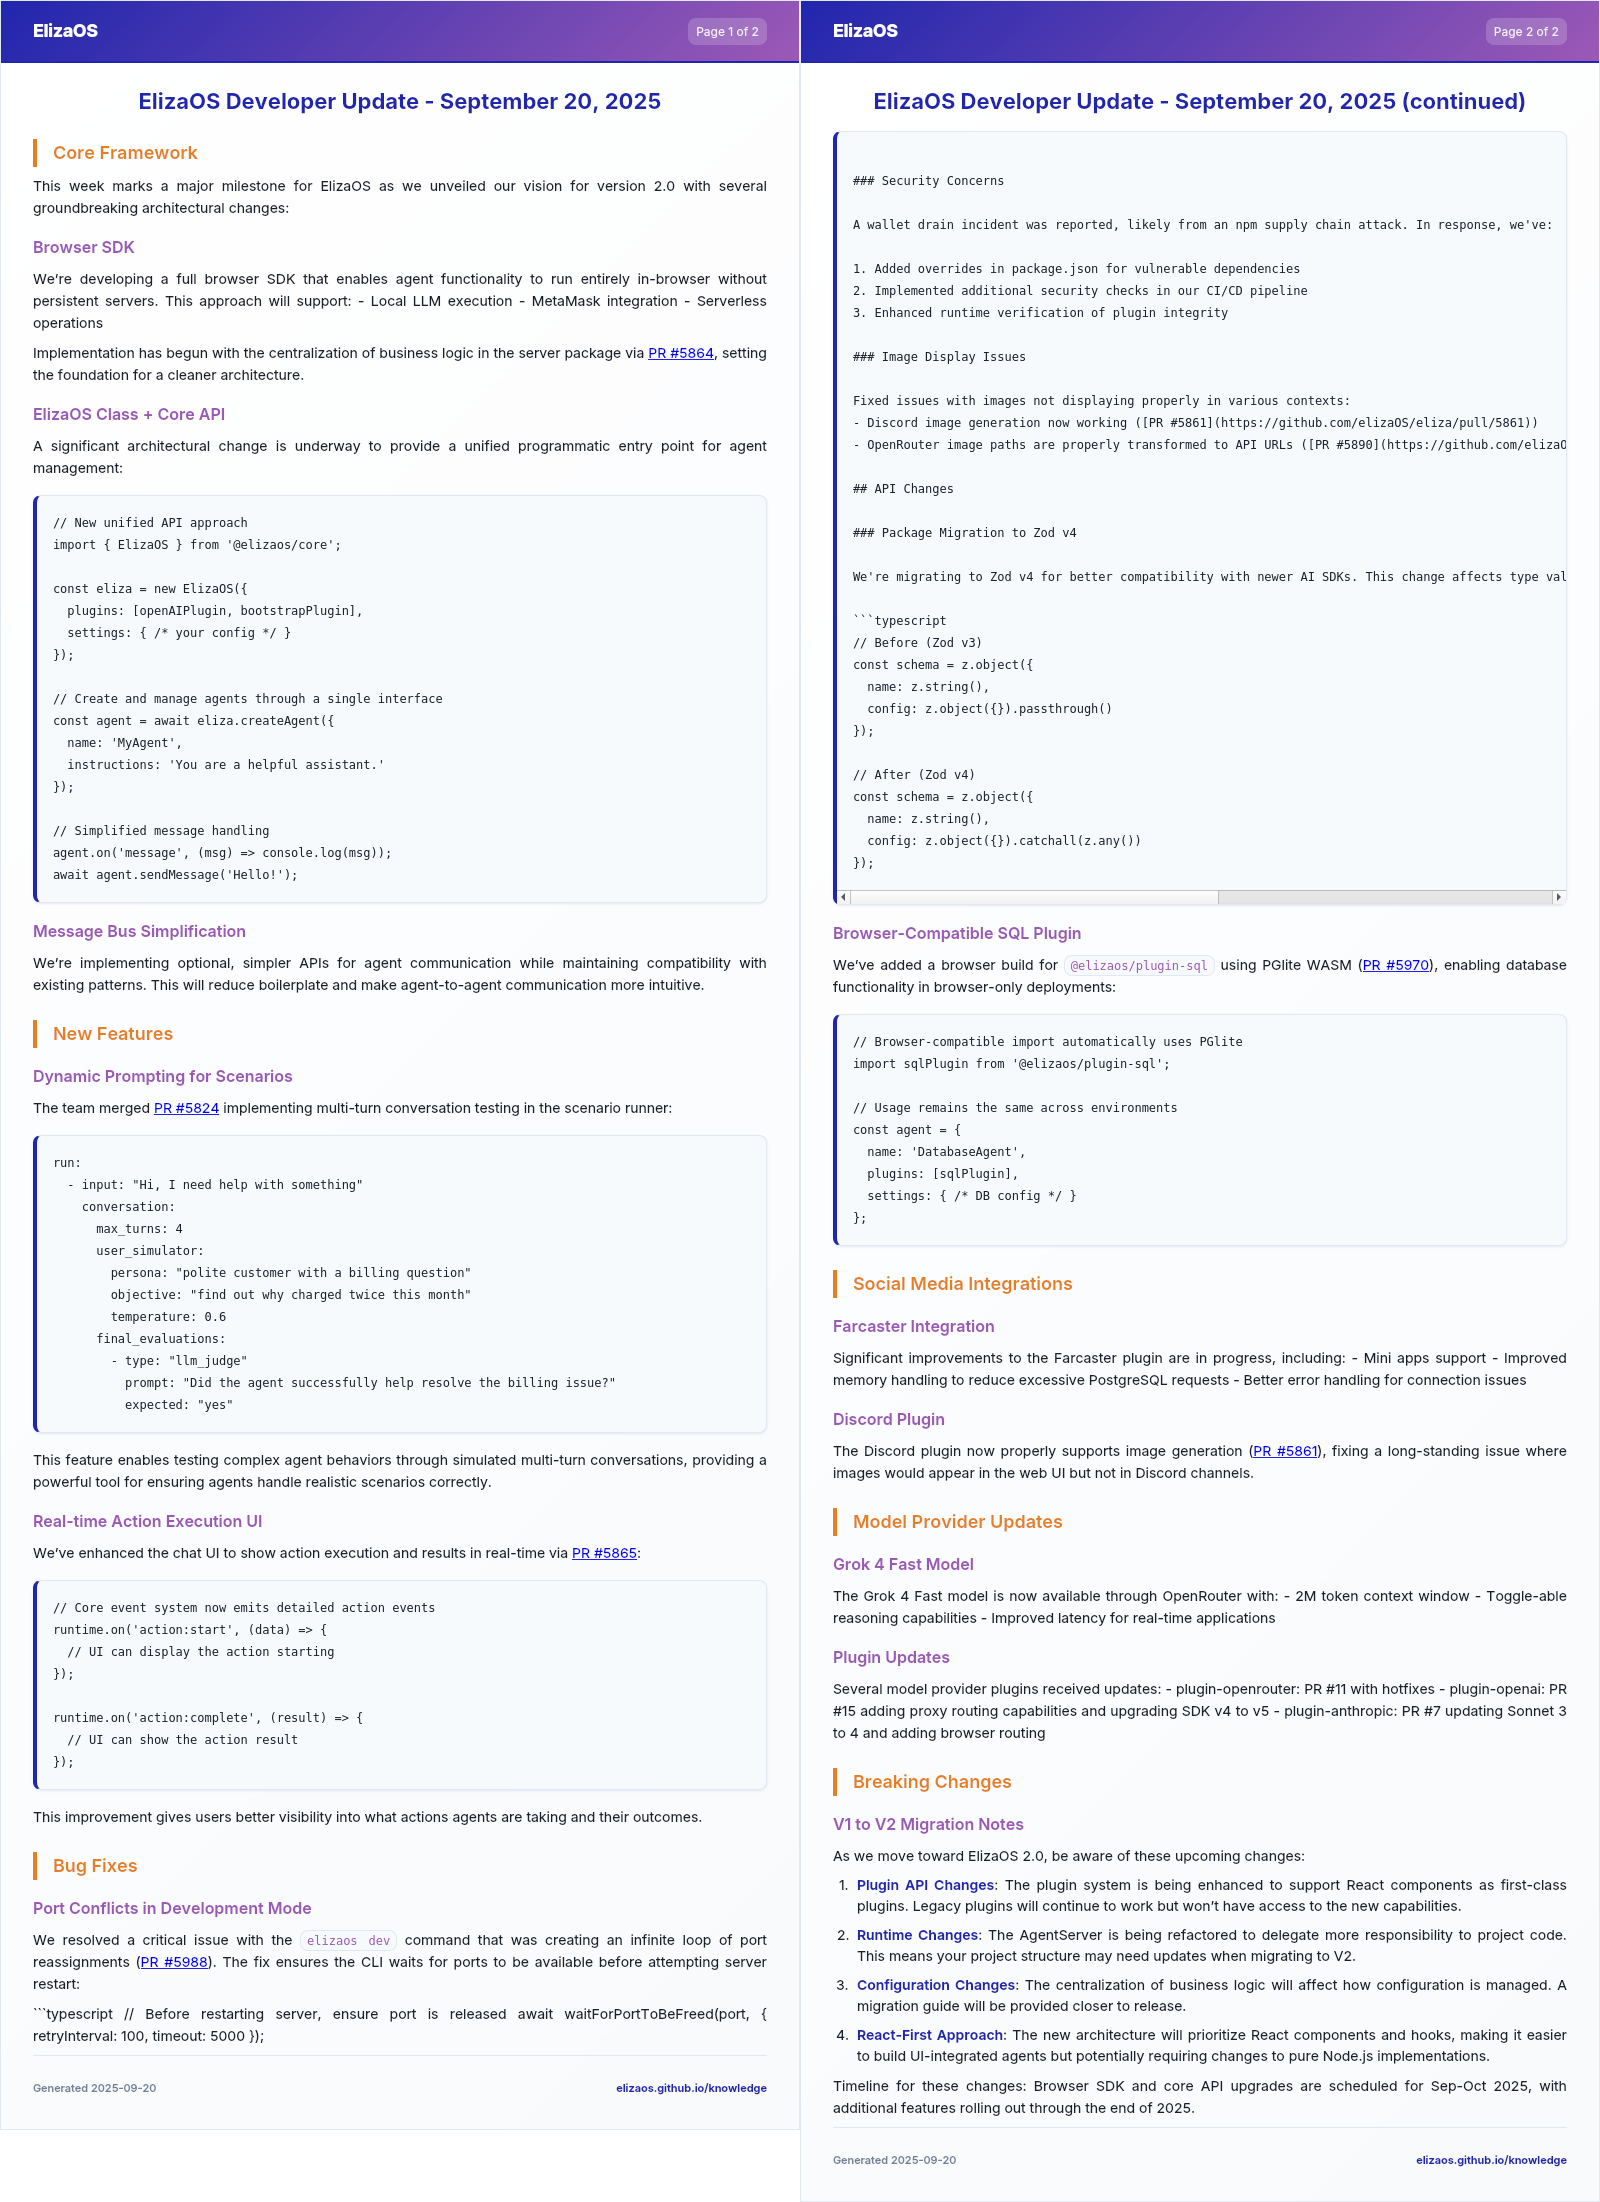 ElizaOS
Page 1 of 2
ElizaOS Developer Update - September 20, 2025
Core Framework
This week marks a major milestone for ElizaOS as we unveiled our vision for version 2.0 with several
groundbreaking architectural changes:
Browser SDK
We’re developing a full browser SDK that enables agent functionality to run entirely in-browser without
persistent servers. This approach will support: - Local LLM execution - MetaMask integration - Serverless
operations
Implementation has begun with the centralization of business logic in the server package via PR #5864, setting
the foundation for a cleaner architecture.
ElizaOS Class + Core API
A significant architectural change is underway to provide a unified programmatic entry point for agent
management:
// New unified API approach
import { ElizaOS } from '@elizaos/core';
const eliza = new ElizaOS({
  plugins: [openAIPlugin, bootstrapPlugin],
  settings: { /* your config */ }
});
// Create and manage agents through a single interface
const agent = await eliza.createAgent({
  name: 'MyAgent',
  instructions: 'You are a helpful assistant.'
});
// Simplified message handling
agent.on('message', (msg) => console.log(msg));
await agent.sendMessage('Hello!');
Message Bus Simplification
We’re implementing optional, simpler APIs for agent communication while maintaining compatibility with
existing patterns. This will reduce boilerplate and make agent-to-agent communication more intuitive.
New Features
Dynamic Prompting for Scenarios
The team merged PR #5824 implementing multi-turn conversation testing in the scenario runner:
run:
  - input: "Hi, I need help with something"
    conversation:
      max_turns: 4
      user_simulator:
        persona: "polite customer with a billing question"
        objective: "find out why charged twice this month"
        temperature: 0.6
      final_evaluations:
        - type: "llm_judge"
          prompt: "Did the agent successfully help resolve the billing issue?"
          expected: "yes"
This feature enables testing complex agent behaviors through simulated multi-turn conversations, providing a
powerful tool for ensuring agents handle realistic scenarios correctly.
Real-time Action Execution UI
We’ve enhanced the chat UI to show action execution and results in real-time via PR #5865:
// Core event system now emits detailed action events
runtime.on('action:start', (data) => {
  // UI can display the action starting
});
runtime.on('action:complete', (result) => {
  // UI can show the action result
});
This improvement gives users better visibility into what actions agents are taking and their outcomes.
Bug Fixes
Port Conflicts in Development Mode
We resolved a critical issue with the elizaos dev command that was creating an infinite loop of port
reassignments (PR #5988). The fix ensures the CLI waits for ports to be available before attempting server
restart:
```typescript // Before restarting server, ensure port is released await waitForPortToBeFreed(port, {
retryInterval: 100, timeout: 5000 });
Generated 2025-09-20
elizaos.github.io/knowledge
ElizaOS
Page 2 of 2
ElizaOS Developer Update - September 20, 2025 (continued)
### Security Concerns
A wallet drain incident was reported, likely from an npm supply chain attack. In response, we've:
1. Added overrides in package.json for vulnerable dependencies
2. Implemented additional security checks in our CI/CD pipeline
3. Enhanced runtime verification of plugin integrity
### Image Display Issues
Fixed issues with images not displaying properly in various contexts:
- Discord image generation now working ([PR #5861](https://github.com/elizaOS/eliza/pull/5861))
- OpenRouter image paths are properly transformed to API URLs ([PR #5890](https://github.com/elizaO
## API Changes
### Package Migration to Zod v4
We're migrating to Zod v4 for better compatibility with newer AI SDKs. This change affects type val
```typescript
// Before (Zod v3)
const schema = z.object({
  name: z.string(),
  config: z.object({}).passthrough()
});
// After (Zod v4)
const schema = z.object({
  name: z.string(),
  config: z.object({}).catchall(z.any())
});
Browser-Compatible SQL Plugin
We’ve added a browser build for @elizaos/plugin-sql using PGlite WASM (PR #5970), enabling database
functionality in browser-only deployments:
// Browser-compatible import automatically uses PGlite
import sqlPlugin from '@elizaos/plugin-sql';
// Usage remains the same across environments
const agent = {
  name: 'DatabaseAgent',
  plugins: [sqlPlugin],
  settings: { /* DB config */ }
};
Social Media Integrations
Farcaster Integration
Significant improvements to the Farcaster plugin are in progress, including: - Mini apps support - Improved
memory handling to reduce excessive PostgreSQL requests - Better error handling for connection issues
Discord Plugin
The Discord plugin now properly supports image generation (PR #5861), fixing a long-standing issue where
images would appear in the web UI but not in Discord channels.
Model Provider Updates
Grok 4 Fast Model
The Grok 4 Fast model is now available through OpenRouter with: - 2M token context window - Toggle-able
reasoning capabilities - Improved latency for real-time applications
Plugin Updates
Several model provider plugins received updates: - plugin-openrouter: PR #11 with hotfixes - plugin-openai: PR
#15 adding proxy routing capabilities and upgrading SDK v4 to v5 - plugin-anthropic: PR #7 updating Sonnet 3
to 4 and adding browser routing
Breaking Changes
V1 to V2 Migration Notes
As we move toward ElizaOS 2.0, be aware of these upcoming changes:
1. Plugin API Changes: The plugin system is being enhanced to support React components as first-class
plugins. Legacy plugins will continue to work but won’t have access to the new capabilities.
2. Runtime Changes: The AgentServer is being refactored to delegate more responsibility to project code.
This means your project structure may need updates when migrating to V2.
3. Configuration Changes: The centralization of business logic will affect how configuration is managed. A
migration guide will be provided closer to release.
4. React-First Approach: The new architecture will prioritize React components and hooks, making it easier
to build UI-integrated agents but potentially requiring changes to pure Node.js implementations.
Timeline for these changes: Browser SDK and core API upgrades are scheduled for Sep-Oct 2025, with
additional features rolling out through the end of 2025.
Generated 2025-09-20
elizaos.github.io/knowledge